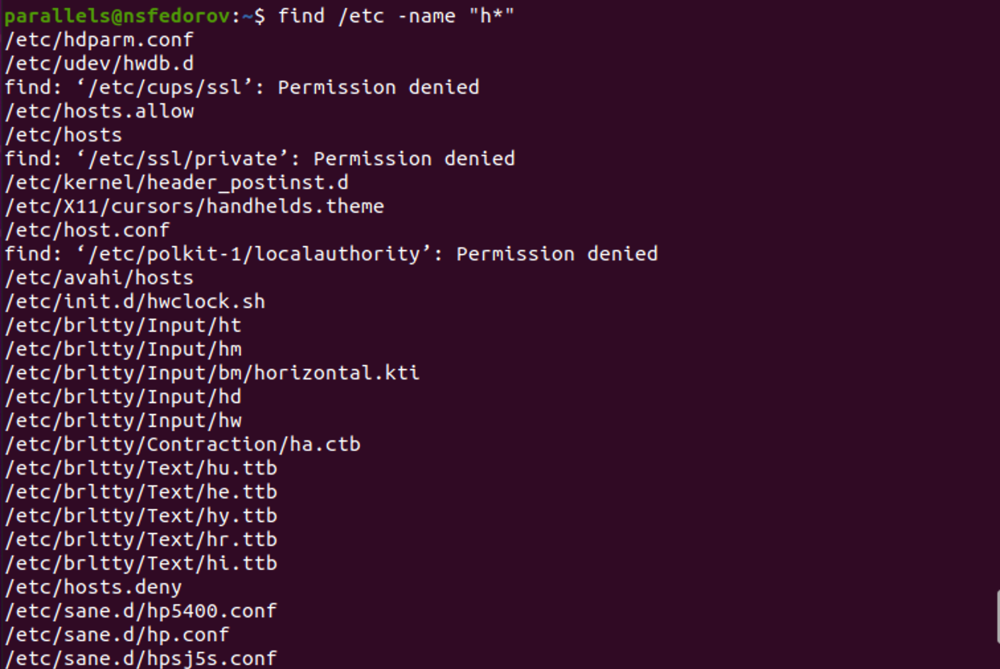 parallels@nsfedorov:~$ find /etc -name "h*"
/etc/hdparm.conf
/etc/udev/hwdb.d
find: ‘/etc/cups/ssl’: Permission denied
/etc/hosts.allow
/etc/hosts
find: ‘/etc/ssl/private’: Permission denied
/etc/kernel/header_postinst.d
/etc/X11/cursors/handhelds.theme
/etc/host.conf
find: ‘/etc/polkit-1/localauthority’: Permission denied
/etc/avahi/hosts
/etc/init.d/hwclock.sh
/etc/brltty/Input/ht
/etc/brltty/Input/hm
/etc/brltty/Input/bm/horizontal.kti
/etc/brltty/Input/hd
/etc/brltty/Input/hw
/etc/brltty/Contraction/ha.ctb
/etc/brltty/Text/hu.ttb
/etc/brltty/Text/he.ttb
/etc/brltty/Text/hy.ttb
/etc/brltty/Text/hr.ttb
/etc/brltty/Text/hi.ttb
/etc/hosts.deny
/etc/sane.d/hp5400.conf
/etc/sane.d/hp.conf
/etc/sane.d/hpsj5s.conf